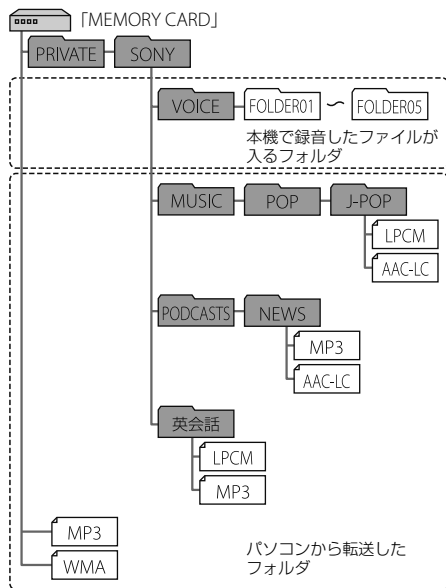 「MEMORY CARD」
PRIVATE
SONY
VOICE
FOLDER01 ～ FOLDER05
本機で録音したファイルが
入るフォルダ
MUSIC
POP
J-POP
LPCM
AAC-LC
PODCASTS
NEWS
MP3
AAC-LC
英会話
LPCM
MP3
MP3
WMA
パソコンから転送した
フォルダ